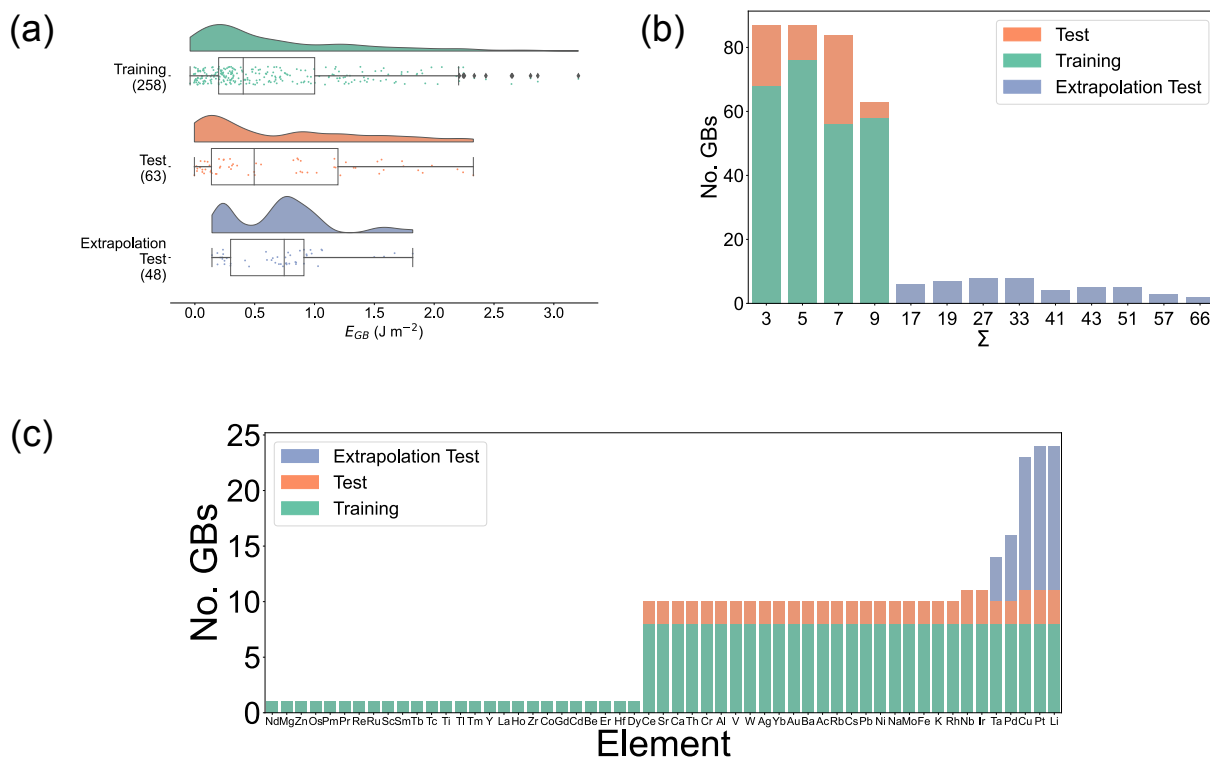 (a)
Training
(258)
Test
(63)
Extrapolation
Test
(48)
0.0 0.5 1.0 1.5 2.0 2.5 3.0
E_GB (J m⁻²)
(b)
80
60
40
20
0
No. GBs
Test
Training
Extrapolation Test
3 5 7 9 17 19 27 33 41 43 51 57 66
Σ
(c)
25
20
15
10
5
0
No. GBs
Extrapolation Test
Test
Training
Nd Mg Zn Os Pm Pr Re Ru Sc Sm Tb Tc Ti Tl Tm Y La Ho Zr Co Gd Cd Be Er Hf Dy Ce Sr Ca Th Cr Al V W Ag Yb Au Ba Ac Rb Cs Pb Ni Na Mo Fe K Rh Nb Ir Ta Pd Cu Pt Li
Element